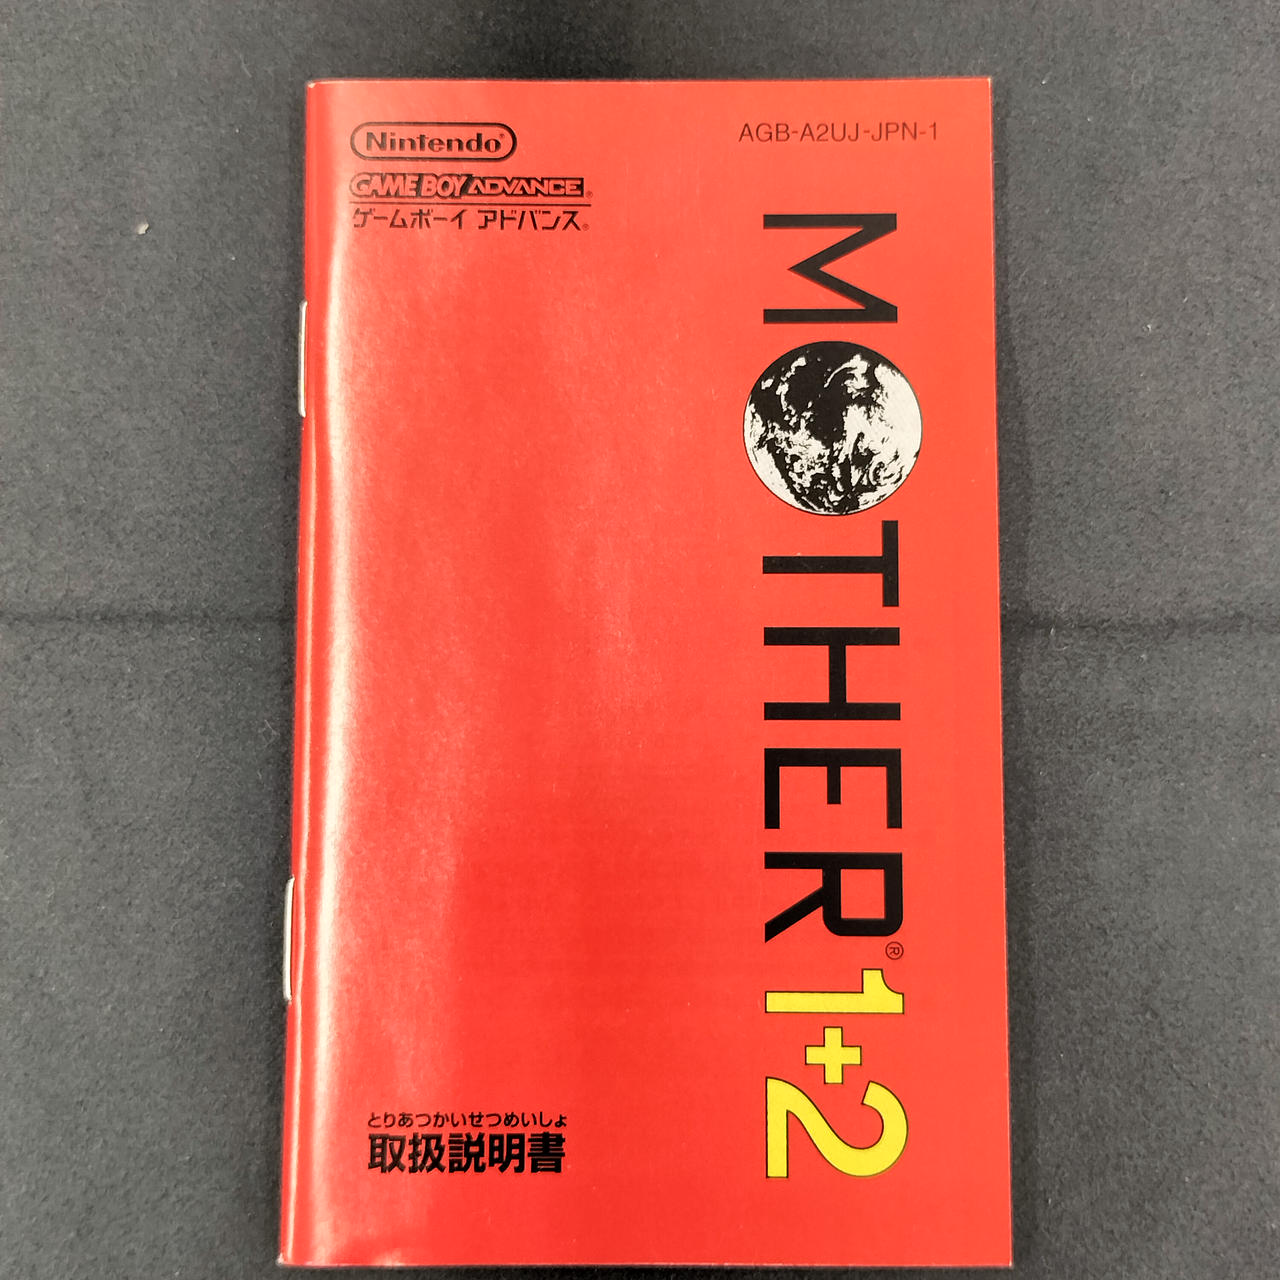 Nintendo®
AGB-A2UJ-JPN-1
GAME BOY ADVANCE®
ゲームボーイ アドバンス®
MOTHER®1+2
とりあつかいせつめいしょ
取扱説明書